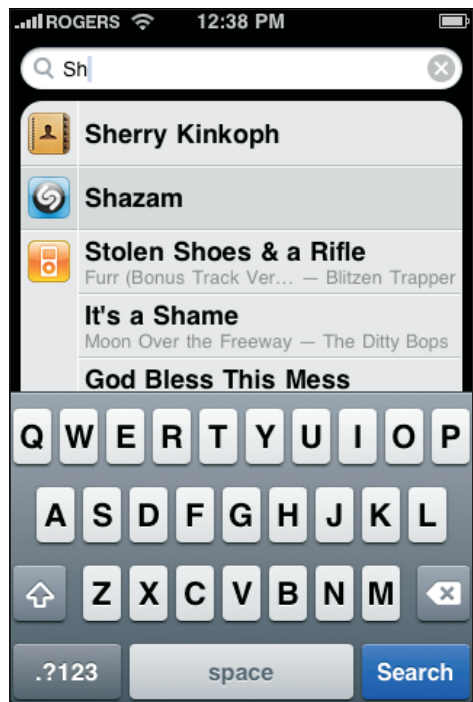 ROGERS 12:38 PM
Sh
Sherry Kinkoph
Shazam
Stolen Shoes & a Rifle
Furr (Bonus Track Ver... — Blitzen Trapper
It's a Shame
Moon Over the Freeway — The Ditty Bops
God Bless This Mess
Q W E R T Y U I O P
A S D F G H J K L
Z X C V B N M
.?123 space Search